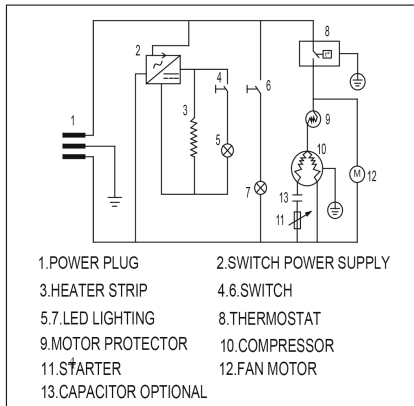 8
2
4
6
3
1
9
5
10
M
12
7
13
11
1.POWER PLUG
2.SWITCH POWER SUPPLY
3.HEATER STRIP
4.6.SWITCH
5.7.LED LIGHTING
8.THERMOSTAT
9.MOTOR PROTECTOR
10.COMPRESSOR
11.STARTER
12.FAN MOTOR
13.CAPACITOR OPTIONAL